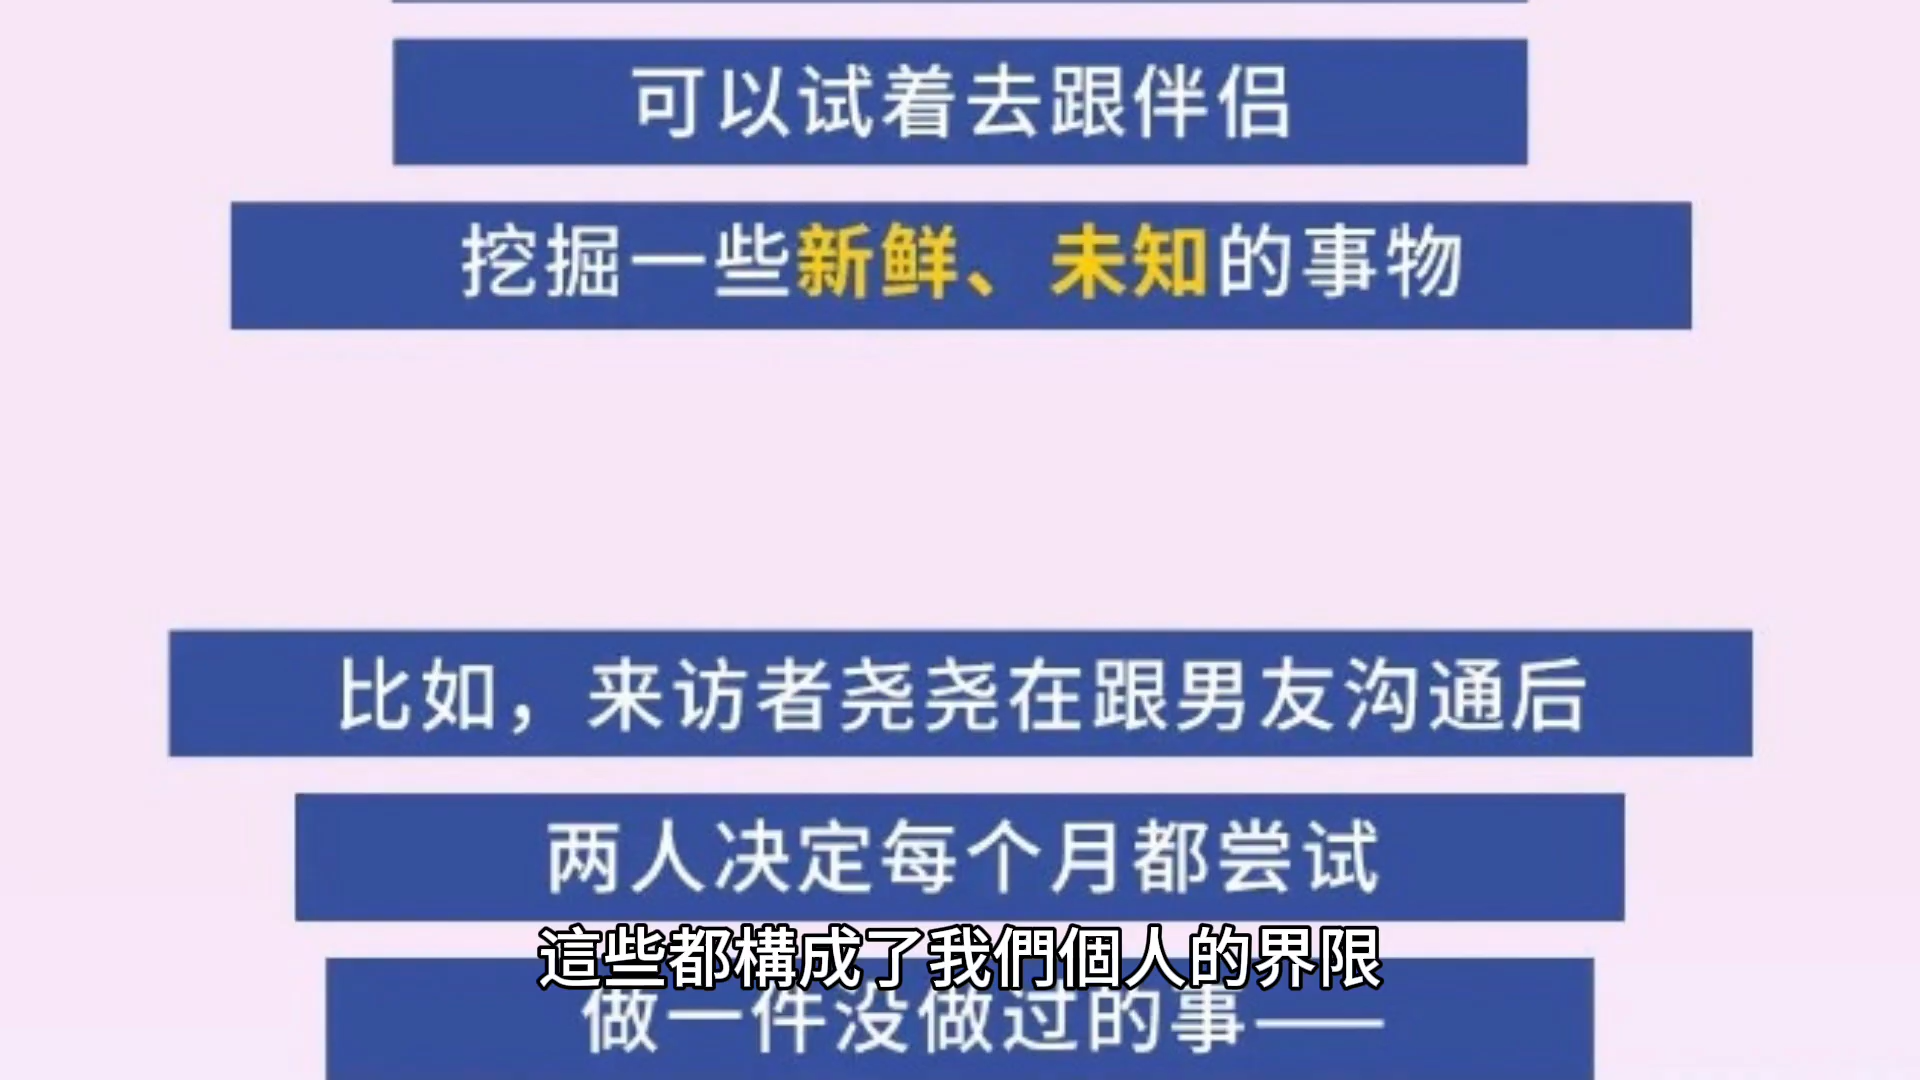 可以试着去跟伴侣
挖掘一些新鲜、未知的事物
比如，来访者尧尧在跟男友沟通后
两人决定每个月都尝试
這些都構成了我們個人的界限
做一件没做过的事——